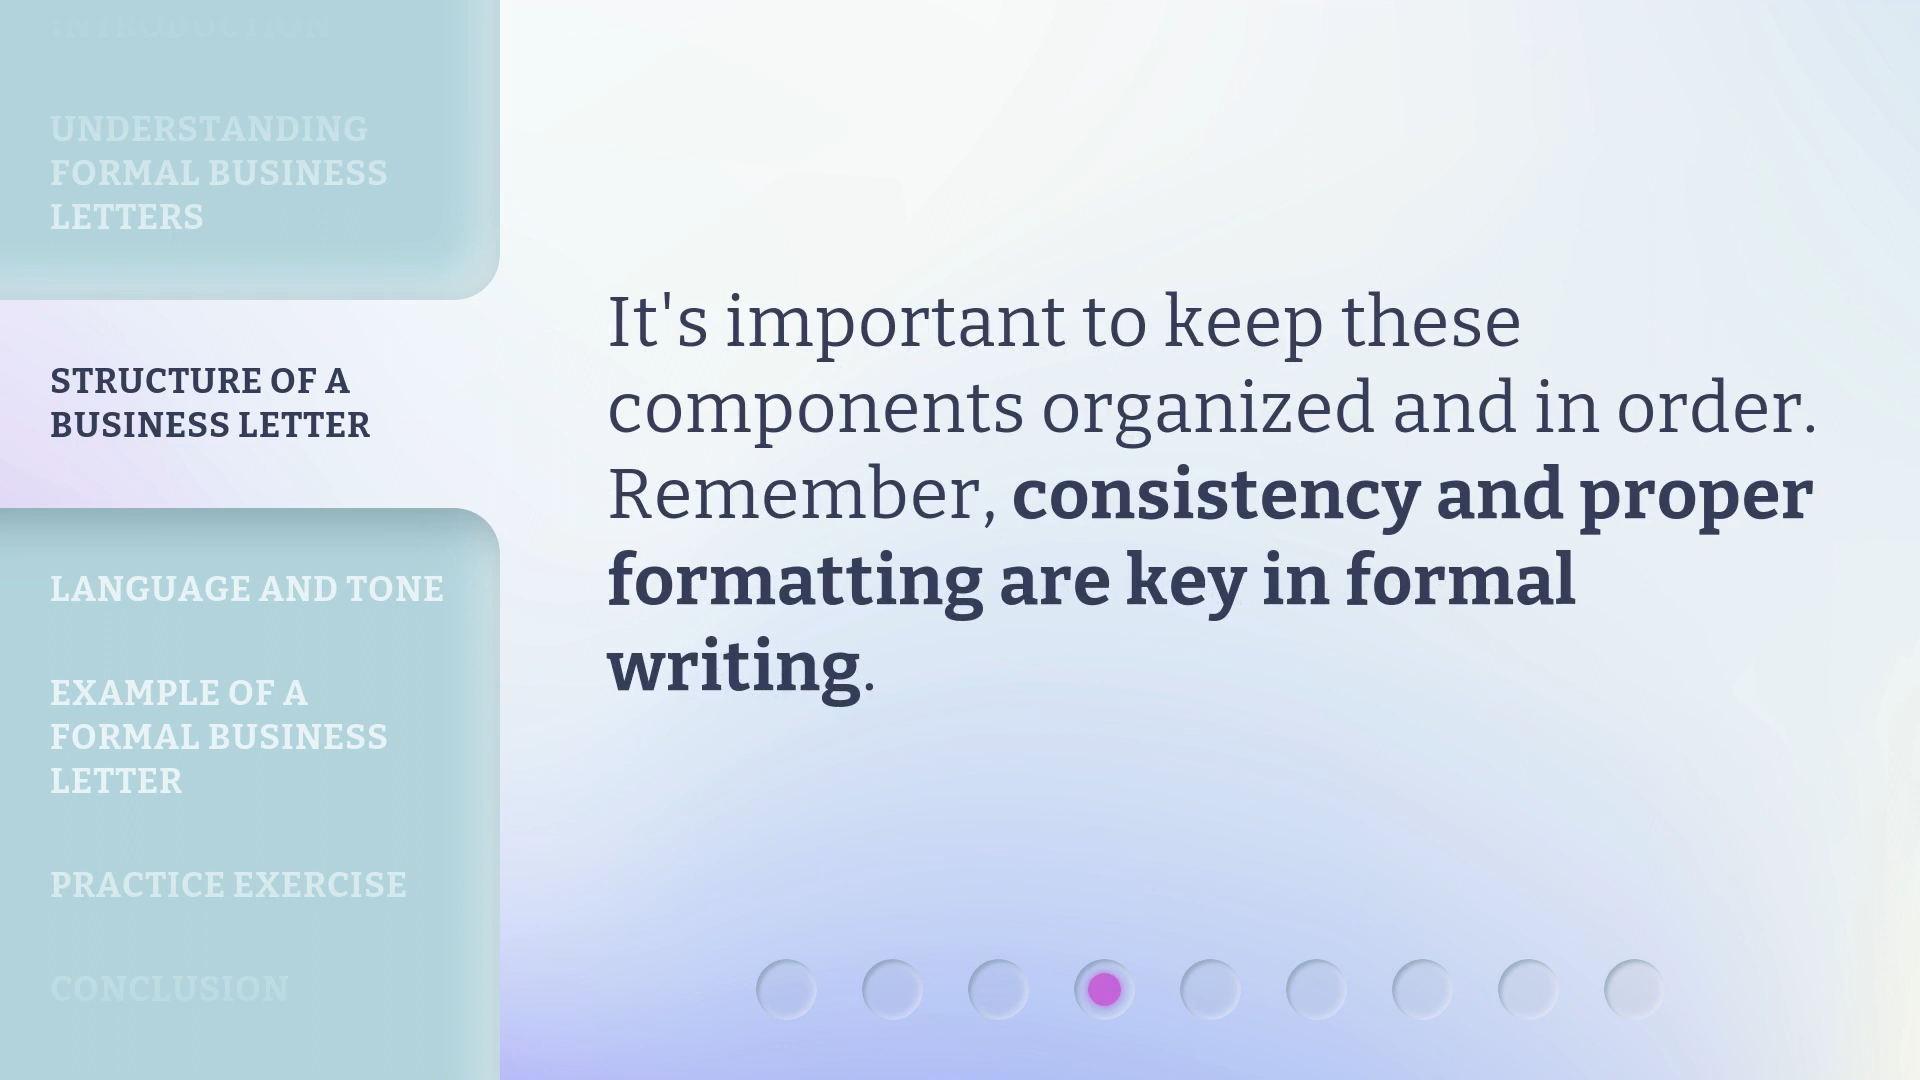 INTRODUCTION
UNDERSTANDING
FORMAL BUSINESS
LETTERS
STRUCTURE OF A
BUSINESS LETTER
LANGUAGE AND TONE
EXAMPLE OF A
FORMAL BUSINESS
LETTER
PRACTICE EXERCISE
CONCLUSION
It's important to keep these
components organized and in order.
Remember, consistency and proper
formatting are key in formal
writing.